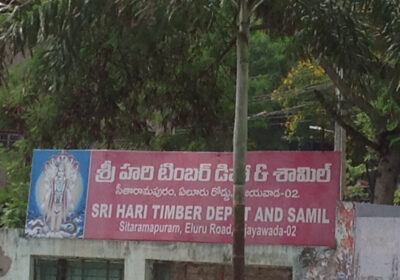 శ్రీ హరి టింబర్ డిపో & శామిల్
సీతారామపురం, ఏలూరు రోడ్డు, విజయవాడ-02.
SRI HARI TIMBER DEPOT AND SAMIL
Sitaramapuram, Eluru Road, Vijayawada-02